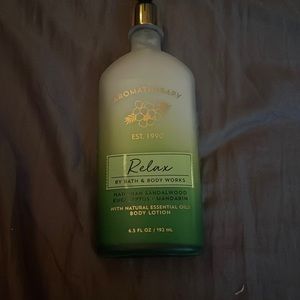 AROMATHERAPY
EST. 1990
Relax
BY BATH & BODY WORKS
HAWAIIAN SANDALWOOD
EUCALYPTUS MANDARIN
WITH NATURAL ESSENTIAL OILS
BODY LOTION
6.5 FL OZ / 192 mL